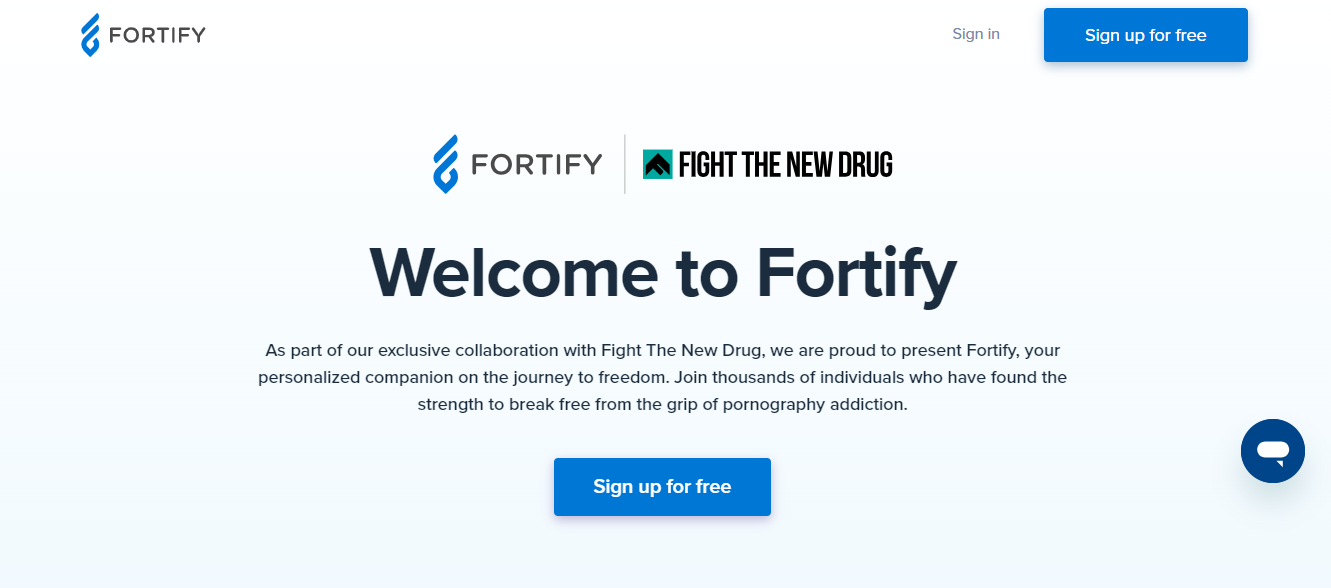 FORTIFY
Sign in
Sign up for free
FORTIFY
FIGHT THE NEW DRUG
Welcome to Fortify
As part of our exclusive collaboration with Fight The New Drug, we are proud to present Fortify, your
personalized companion on the journey to freedom. Join thousands of individuals who have found the
strength to break free from the grip of pornography addiction.
Sign up for free